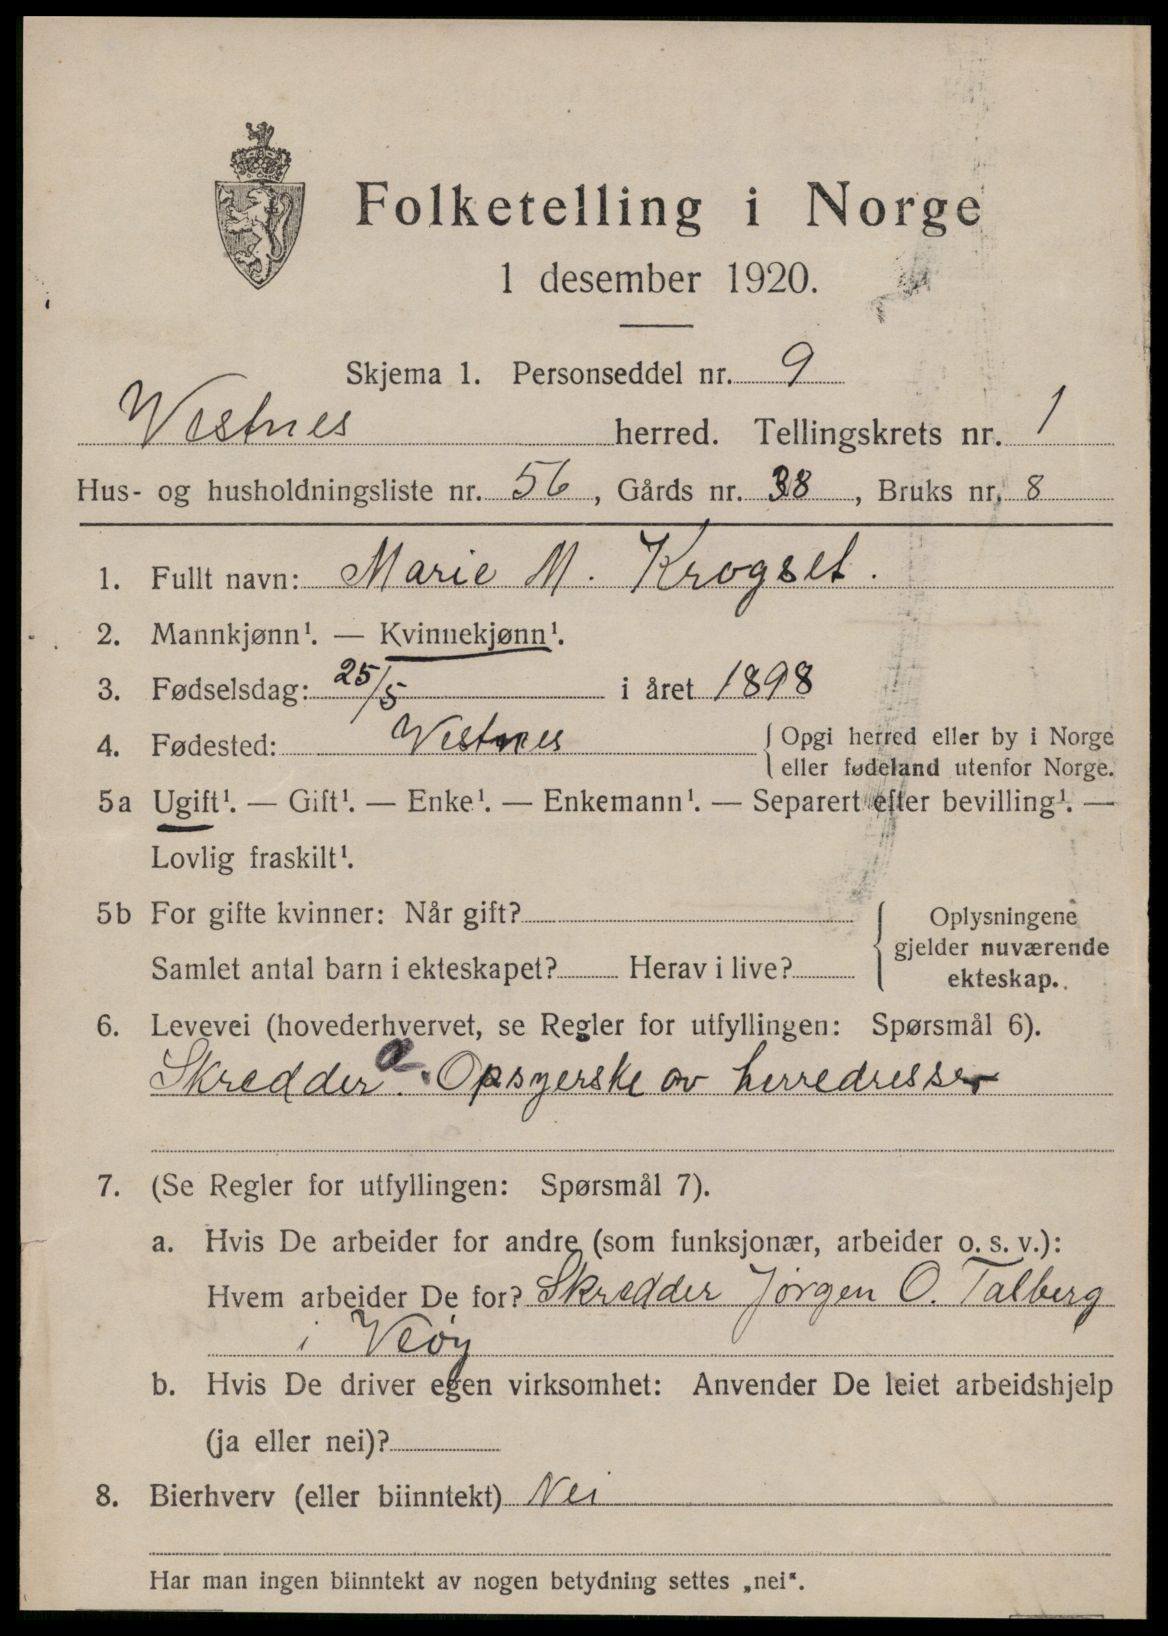 Folketelling i Norge
1 desember 1920.
Skjema 1. Personseddel nr. 9
Westnes herred. Tellingskrets nr. 1
Hus- og husholdningsliste nr. 56, Gårds nr. 38, Bruks nr. 8
1. Fullt navn: Marie M. Krogset.
2. Mannkjønn¹. — Kvinnekjønn¹.
3. Fødselsdag: 25/5 i året 1898
4. Fødested: Westnes { Opgi herred eller by i Norge
eller fødeland utenfor Norge.
5a Ugift¹. — Gift¹. — Enke¹. — Enkemann¹. — Separert efter bevilling¹. —
Lovlig fraskilt¹.
5b For gifte kvinner: Når gift?
Samlet antal barn i ekteskapet? Herav i live?
{ Oplysningene
gjelder nuværende
ekteskap.
6. Levevei (hovederhvervet, se Regler for utfyllingen: Spørsmål 6).
Skredder a. Opsyerske av herredresser
7. (Se Regler for utfyllingen: Spørsmål 7).
a. Hvis De arbeider for andre (som funksjonær, arbeider o. s. v.):
Hvem arbeider De for? Skredder Jørgen O. Talberg
i Veøy
b. Hvis De driver egen virksomhet: Anvender De leiet arbeidshjelp
(ja eller nei)?
8. Bierhverv (eller biinntekt) Nei
Har man ingen biinntekt av nogen betydning settes „nei“.